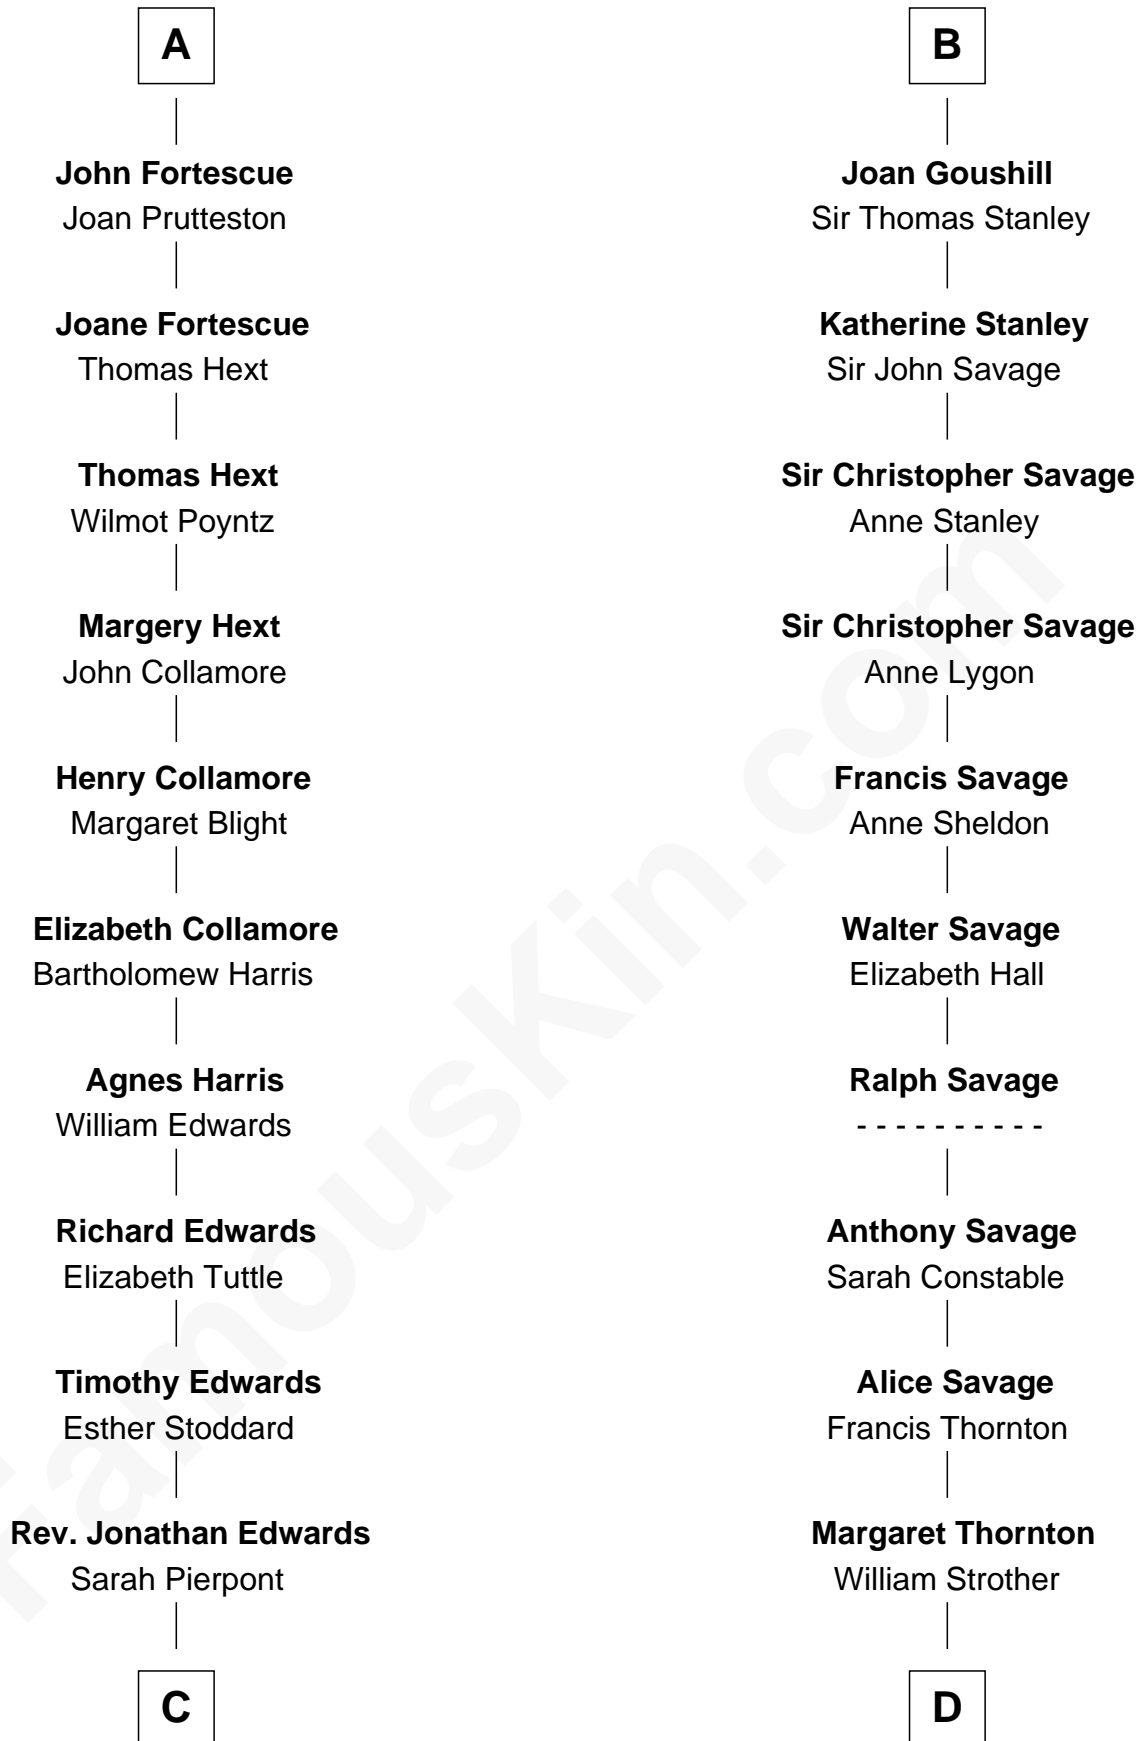 A
John Fortescue
Joan Prutteston
Joane Fortescue
Thomas Hext
Thomas Hext
Wilmot Poyntz
Margery Hext
John Collamore
Henry Collamore
Margaret Blight
Elizabeth Collamore
Bartholomew Harris
Agnes Harris
William Edwards
Richard Edwards
Elizabeth Tuttle
Timothy Edwards
Esther Stoddard
Rev. Jonathan Edwards
Sarah Pierpont
C
B
Joan Goushill
Sir Thomas Stanley
Katherine Stanley
Sir John Savage
Sir Christopher Savage
Anne Stanley
Sir Christopher Savage
Anne Lygon
Francis Savage
Anne Sheldon
Walter Savage
Elizabeth Hall
Ralph Savage
- - - - - - - - - -
Anthony Savage
Sarah Constable
Alice Savage
Francis Thornton
Margaret Thornton
William Strother
D
FamousKin.com